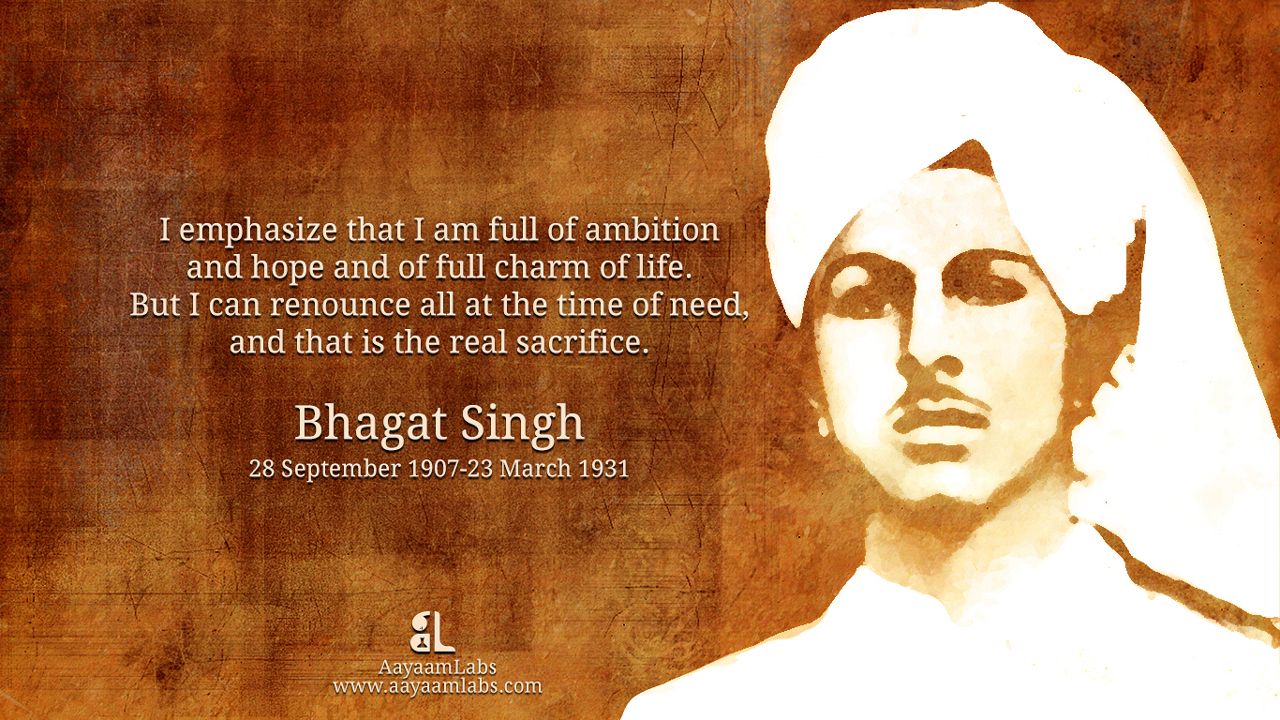 I emphasize that I am full of ambition
and hope and of full charm of life.
But I can renounce all at the time of need,
and that is the real sacrifice.
Bhagat Singh
28 September 1907-23 March 1931
aL
AayaamLabs
www.aayaamlabs.com